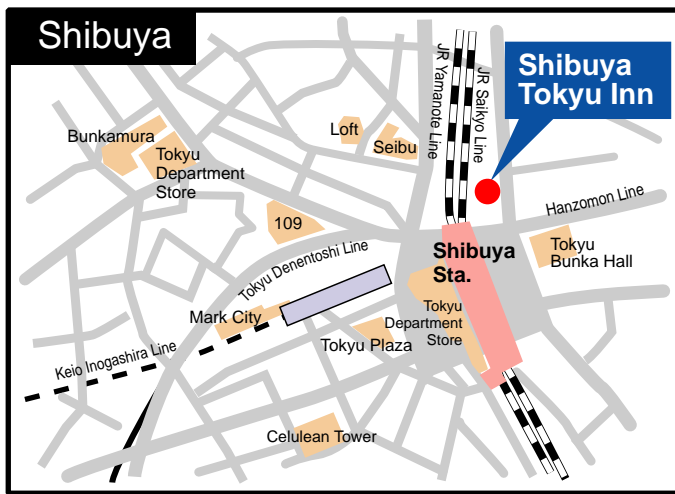 Shibuya
Shibuya
Tokyu Inn
JR Yamanote Line
JR Saikyo Line
Bunkamura
Tokyu
Department
Store
Loft
Seibu
109
Hanzomon Line
Tokyu
Bunka Hall
Shibuya
Sta.
Tokyu Denentoshi Line
Mark City
Tokyu
Department
Store
Tokyu Plaza
Keio Inogashira Line
Celulean Tower